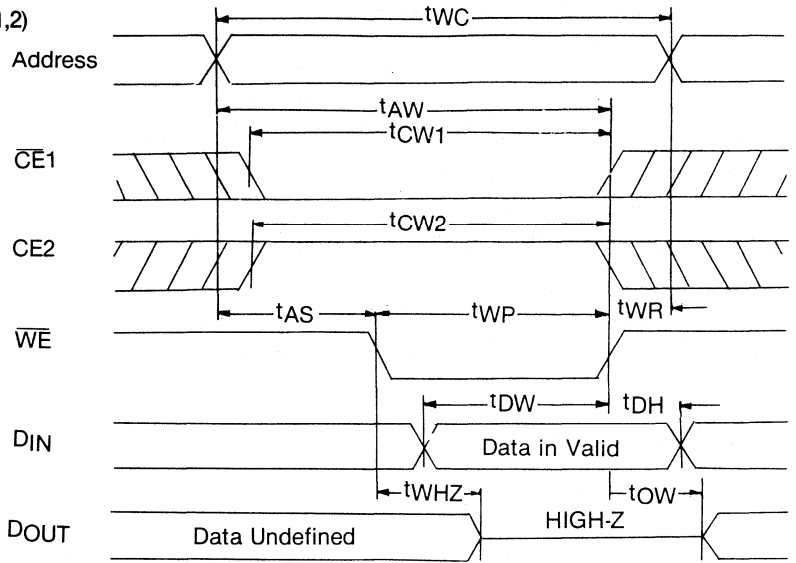 1,2)
tWC
Address
tAW
tCW1
CE1
tCW2
CE2
tAS
tWP
tWR
WE
tDW
tDH
DIN
Data in Valid
tWHZ
tOW
DOUT
Data Undefined
HIGH-Z